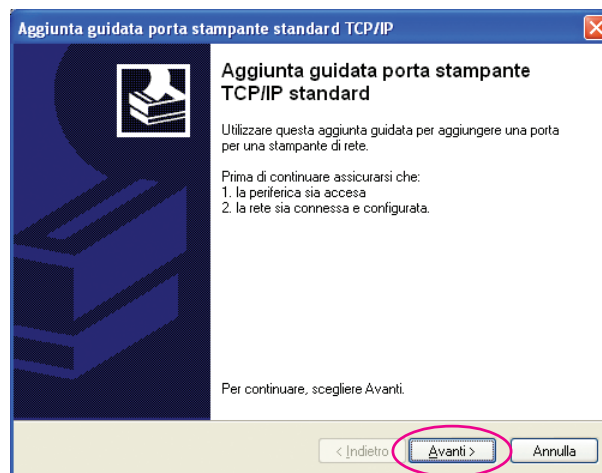 Aggiunta guidata porta stampante standard TCP/IP
Aggiunta guidata porta stampante
TCP/IP standard
Utilizzare questa aggiunta guidata per aggiungere una porta
per una stampante di rete.
Prima di continuare assicurarsi che:
1. la periferica sia accesa
2. la rete sia connessa e configurata.
Per continuare, scegliere Avanti.
< Indietro
Avanti >
Annulla